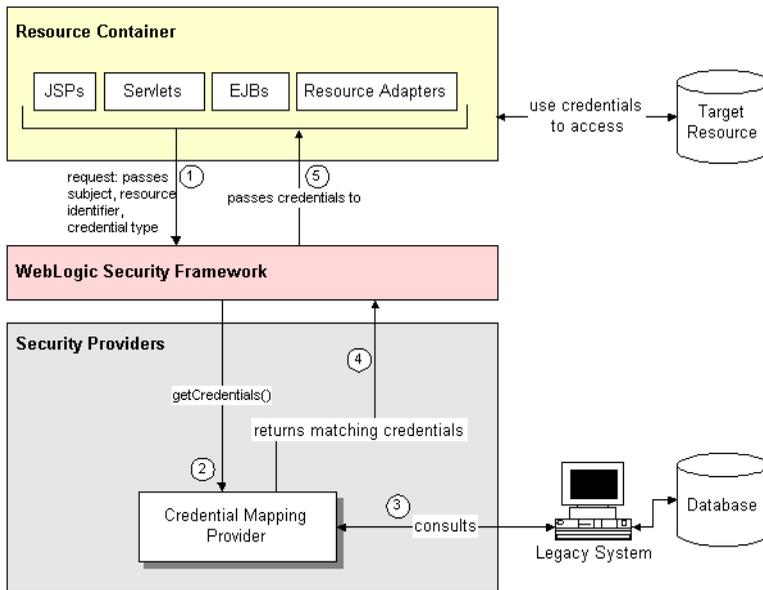 Resource Container
JSPs
Servlets
EJBs
Resource Adapters
use credentials
to access
Target
Resource
1
request: passes
subject, resource
identifier,
credential type
5
passes credentials to
WebLogic Security Framework
Security Providers
4
getCredentials()
returns matching credentials
2
Credential Mapping
Provider
3
consults
Legacy System
Database